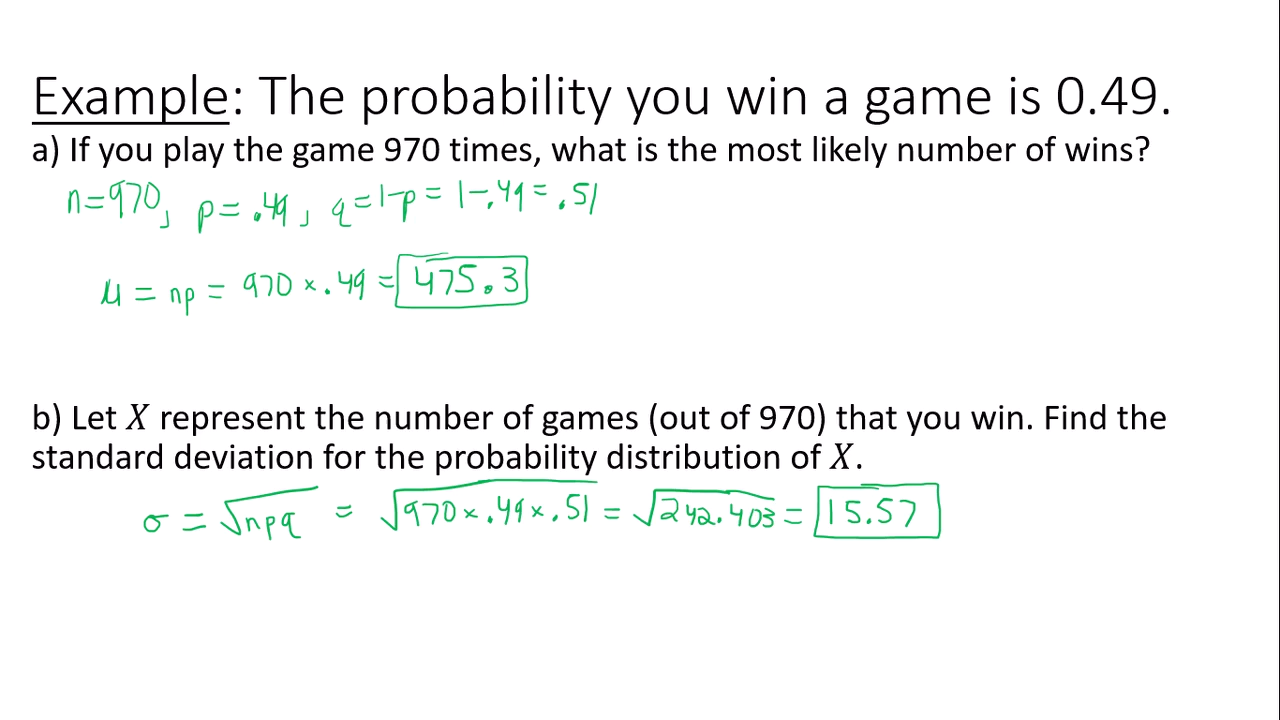 Example: The probability you win a game is 0.49.
a) If you play the game 970 times, what is the most likely number of wins?
n=970, p=.49, q=1-p=1-.49=.51
μ=np=970×.49=475.3
b) Let X represent the number of games (out of 970) that you win. Find the
standard deviation for the probability distribution of X.
σ=√npq=√970×.49×.51=√242.403=15.57